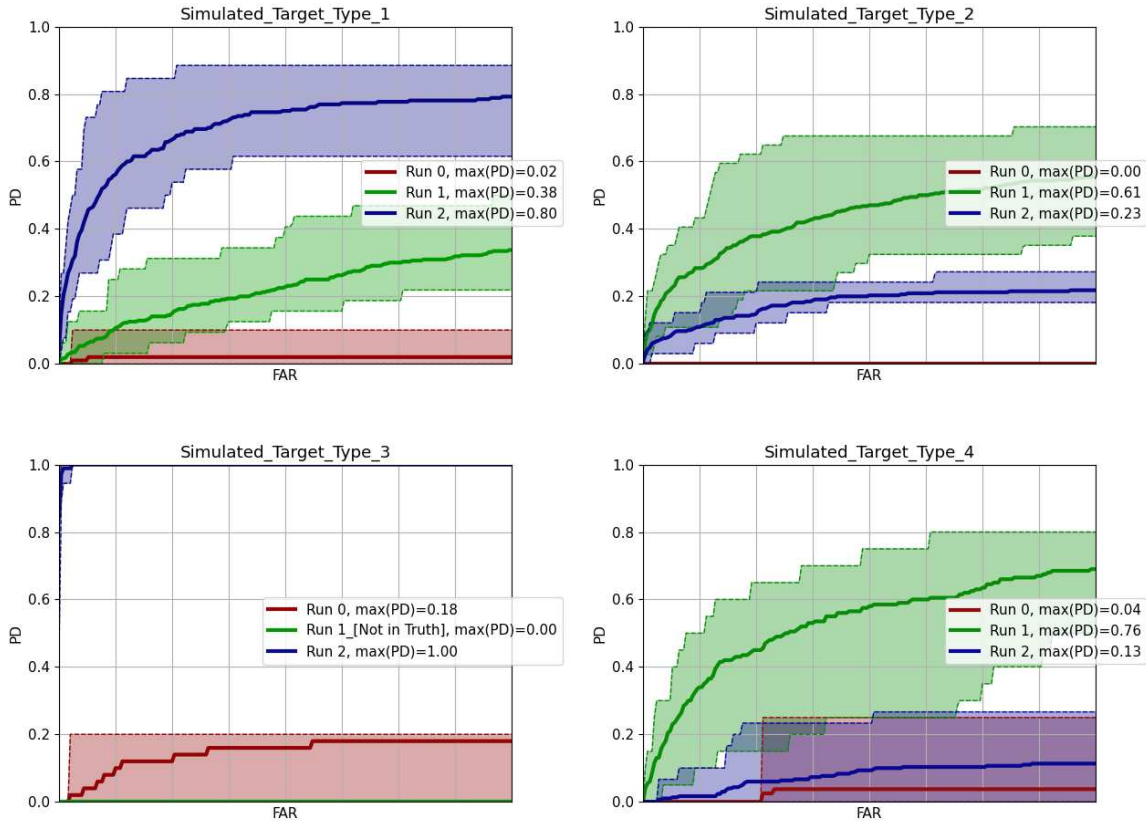 Simulated_Target_Type_1
1.0
0.8
0.6
0.4
0.2
0.0
PD
FAR
Run 0, max(PD)=0.02
Run 1, max(PD)=0.38
Run 2, max(PD)=0.80
Simulated_Target_Type_2
1.0
0.8
0.6
0.4
0.2
0.0
PD
FAR
Run 0, max(PD)=0.00
Run 1, max(PD)=0.61
Run 2, max(PD)=0.23
Simulated_Target_Type_3
1.0
0.8
0.6
0.4
0.2
0.0
PD
FAR
Run 0, max(PD)=0.18
Run 1_[Not in Truth], max(PD)=0.00
Run 2, max(PD)=1.00
Simulated_Target_Type_4
1.0
0.8
0.6
0.4
0.2
0.0
PD
FAR
Run 0, max(PD)=0.04
Run 1, max(PD)=0.76
Run 2, max(PD)=0.13